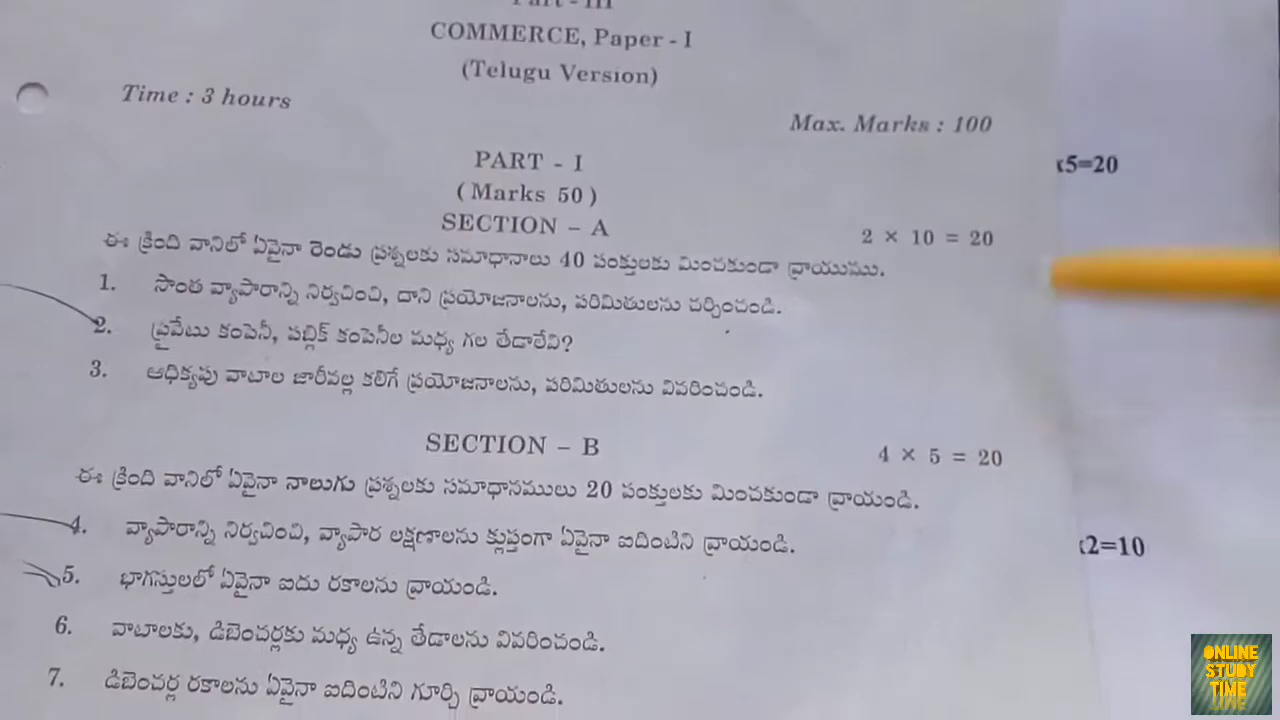 Part - III
COMMERCE, Paper - I
(Telugu Version)
Time : 3 hours
Max. Marks : 100
PART - I
(Marks 50)
SECTION - A
2 × 10 = 20
ఈ క్రింది వానిలో ఏవైనా రెండు ప్రశ్నలకు సమాధానాలు 40 పంక్తులకు మించకుండా వ్రాయుము.
1. సొంత వ్యాపారాన్ని నిర్వచించి, దాని ప్రయోజనాలను, పరిమితులను చర్చించండి.
2. ప్రైవేటు కంపెనీ, పబ్లిక్ కంపెనీల మధ్య గల తేడాలేవి?
3. ఆధిక్యపు వాటాల జారీవల్ల కలిగే ప్రయోజనాలను, పరిమితులను వివరించండి.
SECTION - B
4 × 5 = 20
ఈ క్రింది వానిలో ఏవైనా నాలుగు ప్రశ్నలకు సమాధానములు 20 పంక్తులకు మించకుండా వ్రాయండి.
4. వ్యాపారాన్ని నిర్వచించి, వ్యాపార లక్షణాలను క్లుప్తంగా ఏవైనా ఐదింటిని వ్రాయండి.
5. భాగస్తులలో ఏవైనా ఐదు రకాలను వ్రాయండి.
6. వాటాలకు, డిబెంచర్లకు మధ్య ఉన్న తేడాలను వివరించండి.
7. డిబెంచర్ల రకాలను ఏవైనా ఐదింటిని గూర్చి వ్రాయండి.
x5=20
x2=10
ONLINE
STUDY
TIME